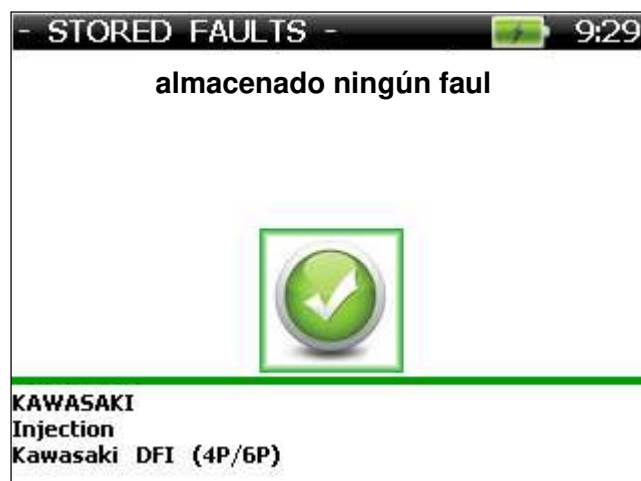 - STORED FAULTS - 9:29
almacenado ningún faul
KAWASAKI
Injection
Kawasaki DFI (4P/6P)